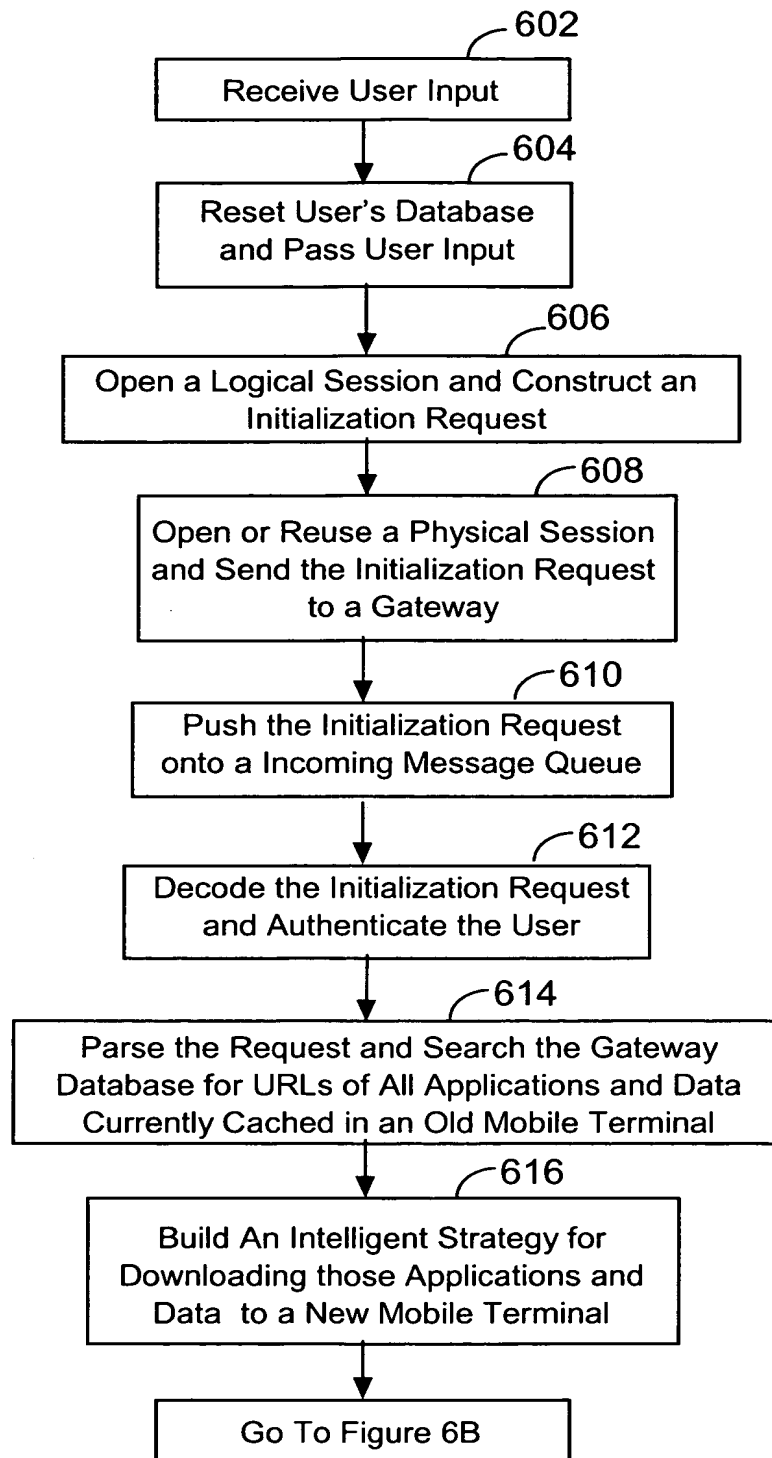 602
Receive User Input
604
Reset User's Database
and Pass User Input
606
Open a Logical Session and Construct an
Initialization Request
608
Open or Reuse a Physical Session
and Send the Initialization Request
to a Gateway
610
Push the Initialization Request
onto a Incoming Message Queue
612
Decode the Initialization Request
and Authenticate the User
614
Parse the Request and Search the Gateway
Database for URLs of All Applications and Data
Currently Cached in an Old Mobile Terminal
616
Build An Intelligent Strategy for
Downloading those Applications and
Data to a New Mobile Terminal
Go To Figure 6B